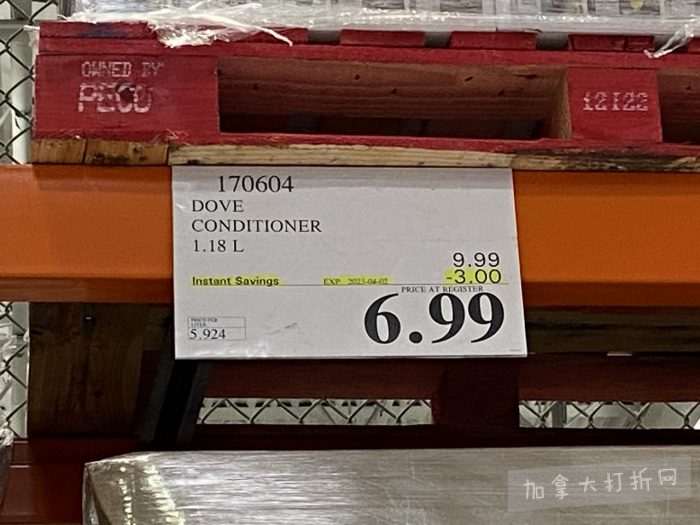 OWNED BY
PECO
12122
170604
DOVE
CONDITIONER
1.18 L
9.99
Instant Savings EXP. 2023-04-02 -3.00
PRICE AT REGISTER
6.99
PRICE PER
LITER
5.924
加拿大打折网